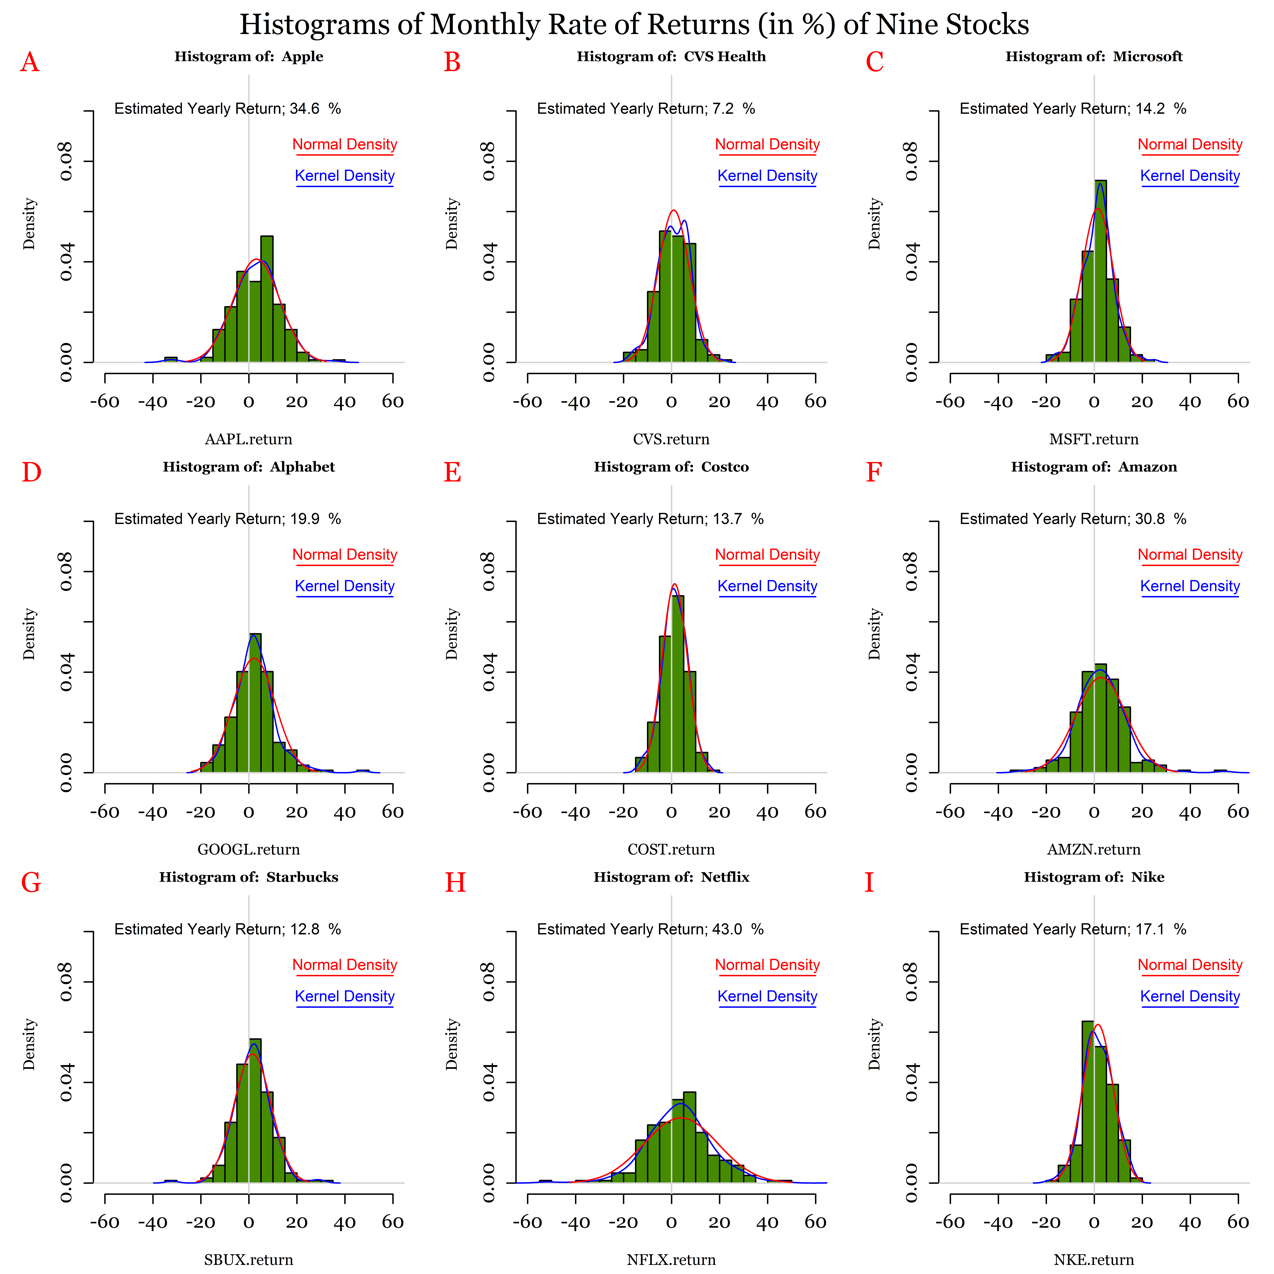 Histograms of Monthly Rate of Returns (in %) of Nine Stocks
A
Histogram of: Apple
Estimated Yearly Return; 34.6 %
Normal Density
Kernel Density
Density
0.00 0.04 0.08
-60 -40 -20 0 20 40 60
AAPL.return
B
Histogram of: CVS Health
Estimated Yearly Return; 7.2 %
Normal Density
Kernel Density
Density
0.00 0.04 0.08
-60 -40 -20 0 20 40 60
CVS.return
C
Histogram of: Microsoft
Estimated Yearly Return; 14.2 %
Normal Density
Kernel Density
Density
0.00 0.04 0.08
-60 -40 -20 0 20 40 60
MSFT.return
D
Histogram of: Alphabet
Estimated Yearly Return; 19.9 %
Normal Density
Kernel Density
Density
0.00 0.04 0.08
-60 -40 -20 0 20 40 60
GOOGL.return
E
Histogram of: Costco
Estimated Yearly Return; 13.7 %
Normal Density
Kernel Density
Density
0.00 0.04 0.08
-60 -40 -20 0 20 40 60
COST.return
F
Histogram of: Amazon
Estimated Yearly Return; 30.8 %
Normal Density
Kernel Density
Density
0.00 0.04 0.08
-60 -40 -20 0 20 40 60
AMZN.return
G
Histogram of: Starbucks
Estimated Yearly Return; 12.8 %
Normal Density
Kernel Density
Density
0.00 0.04 0.08
-60 -40 -20 0 20 40 60
SBUX.return
H
Histogram of: Netflix
Estimated Yearly Return; 43.0 %
Normal Density
Kernel Density
Density
0.00 0.04 0.08
-60 -40 -20 0 20 40 60
NFLX.return
I
Histogram of: Nike
Estimated Yearly Return; 17.1 %
Normal Density
Kernel Density
Density
0.00 0.04 0.08
-60 -40 -20 0 20 40 60
NKE.return